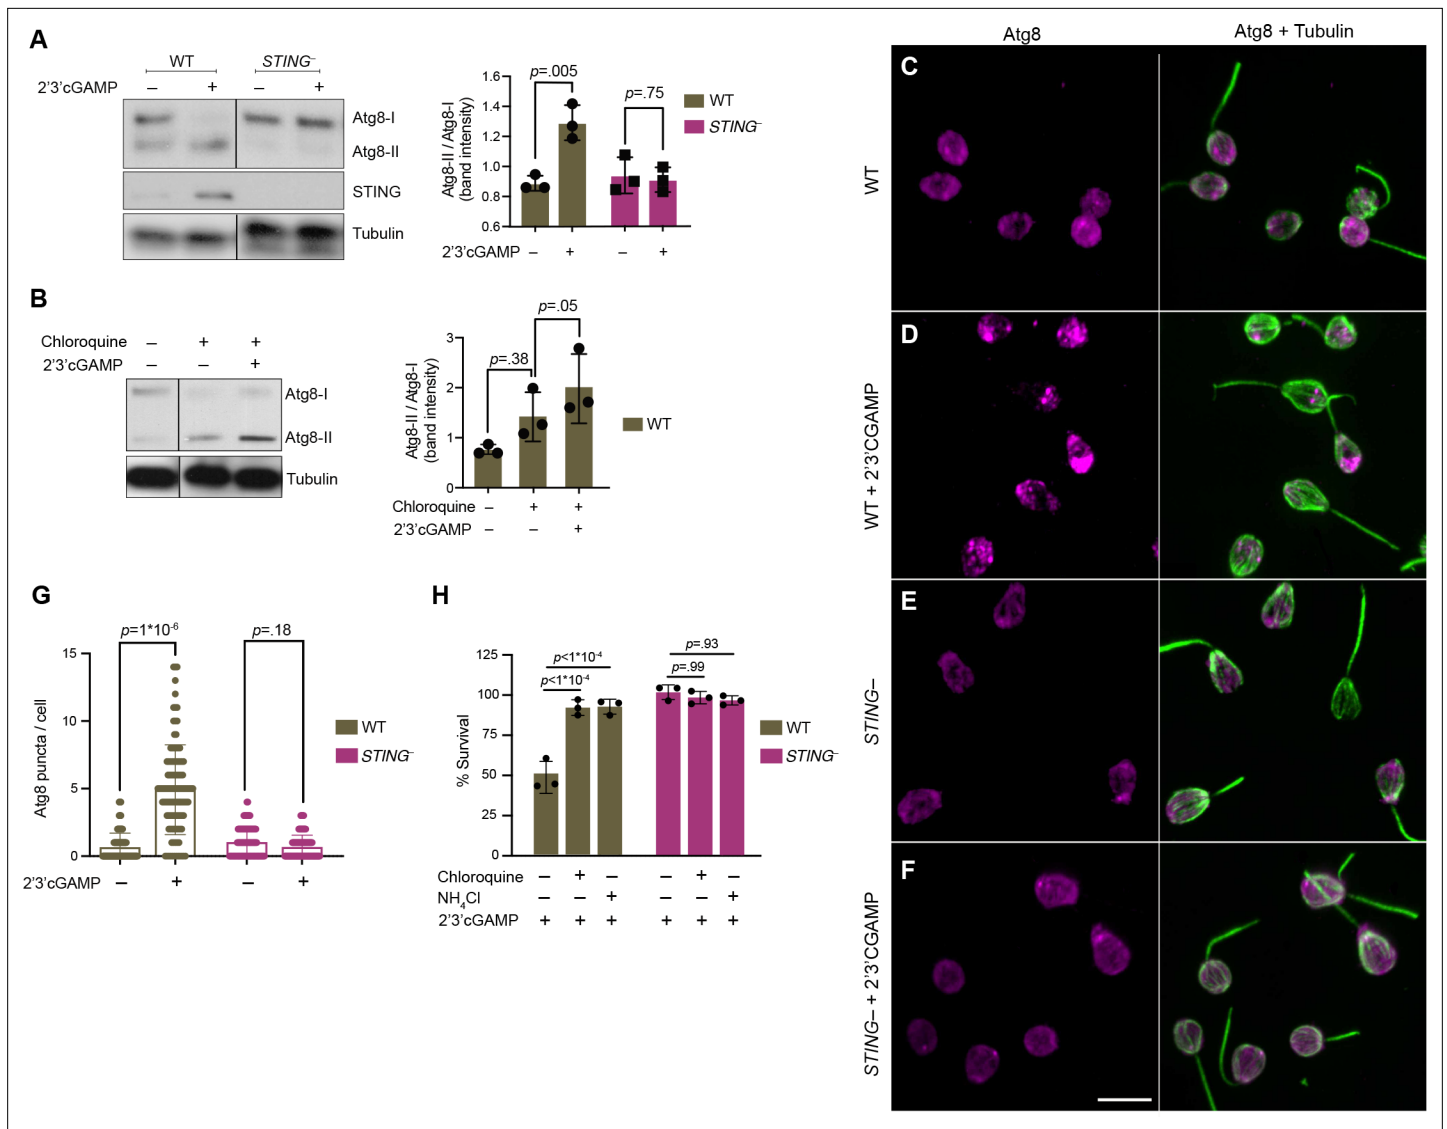 A
WT
STING–
2'3'cGAMP
–
+
–
+
Atg8-I
Atg8-II
STING
Tubulin
Atg8-II / Atg8-I
(band intensity)
1.6
1.4
1.2
1.0
0.8
0.6
p=.005
p=.75
WT
STING–
2'3'cGAMP
–
+
–
+
B
Chloroquine
–
+
+
2'3'cGAMP
–
–
+
Atg8-I
Atg8-II
Tubulin
Atg8-II / Atg8-I
(band intensity)
3
2
1
0
p=.38
p=.05
WT
Chloroquine
–
+
+
2'3'cGAMP
–
–
+
Atg8
Atg8 + Tubulin
C
WT
D
WT + 2'3'CGAMP
E
STING–
F
STING– + 2'3'CGAMP
G
Atg8 puncta / cell
15
10
5
0
p=1*10-6
p=.18
WT
STING–
2'3'cGAMP
–
+
–
+
H
% Survival
125
100
75
50
25
0
p<1*10-4
p<1*10-4
p=.93
p=.99
WT
STING–
Chloroquine
–
+
–
–
+
–
NH4Cl
–
–
+
–
–
+
2'3'cGAMP
+
+
+
+
+
+